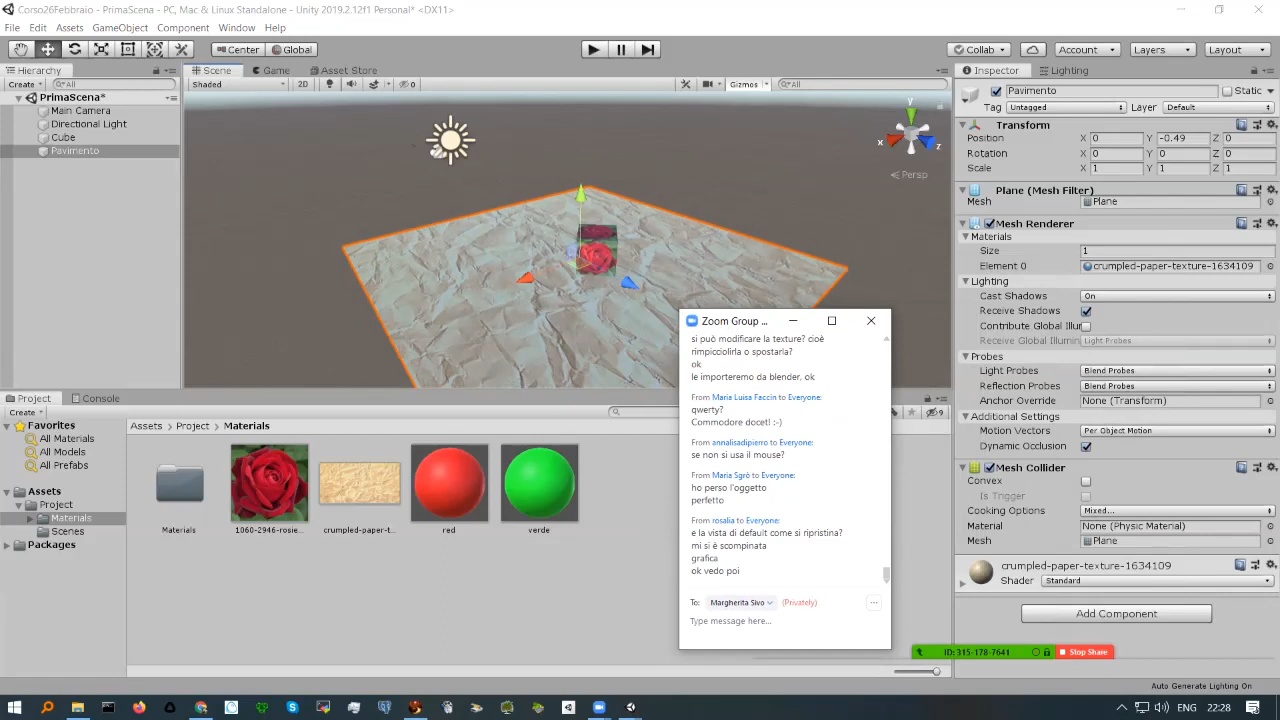 Corso26Febbraio - PrimaScena - PC, Mac & Linux Standalone - Unity 2019.2.12f1 Personal* <DX11>
File Edit Assets GameObject Component Window Help
Center Global Collab Account Layers Layout
Hierarchy
Create All
PrimaScena*
Main Camera
Directional Light
Cube
Pavimento
Scene Game Asset Store
Shaded 2D 0 Gizmos All
y
x
z
Persp
Inspector Lighting
Pavimento Static
Tag Untagged Layer Default
Transform
Position X 0 Y -0.49 Z 0
Rotation X 0 Y 0 Z 0
Scale X 1 Y 1 Z 1
Plane (Mesh Filter)
Mesh Plane
Mesh Renderer
Materials
Size 1
Element 0 crumpled-paper-texture-1634109
Lighting
Cast Shadows On
Receive Shadows
Contribute Global Illum
Receive Global Illumin Light Probes
Probes
Light Probes Blend Probes
Reflection Probes Blend Probes
Anchor Override None (Transform)
Additional Settings
Motion Vectors Per Object Motion
Dynamic Occlusion
Mesh Collider
Convex
Is Trigger
Cooking Options Mixed...
Material None (Physic Material)
Mesh Plane
crumpled-paper-texture-1634109
Shader Standard
Add Component
Project Console
Create 9
Favorites
All Materials
All Models
All Prefabs
Assets
Project
Materials
Scenes
Packages
Assets Project Materials
Materials 1060-2946-rosie... crumpled-paper-t... red verde
Zoom Group ...
si può modificare la texture? cioè
rimpicciolirla o spostarla?
ok
le importeremo da blender, ok
From Maria Luisa Faccin to Everyone:
qwerty?
Commodore docet! :-)
From annalisadipierro to Everyone:
se non si usa il mouse?
From Maria Sgrò to Everyone:
ho perso l'oggetto
perfetto
From rosalia to Everyone:
e la vista di default come si ripristina?
mi si è scompinata
grafica
ok vedo poi
To: Margherita Sivo (Privately) ...
Type message here...
ID: 315-178-7641 Stop Share
Auto Generate Lighting On
ENG 22:28